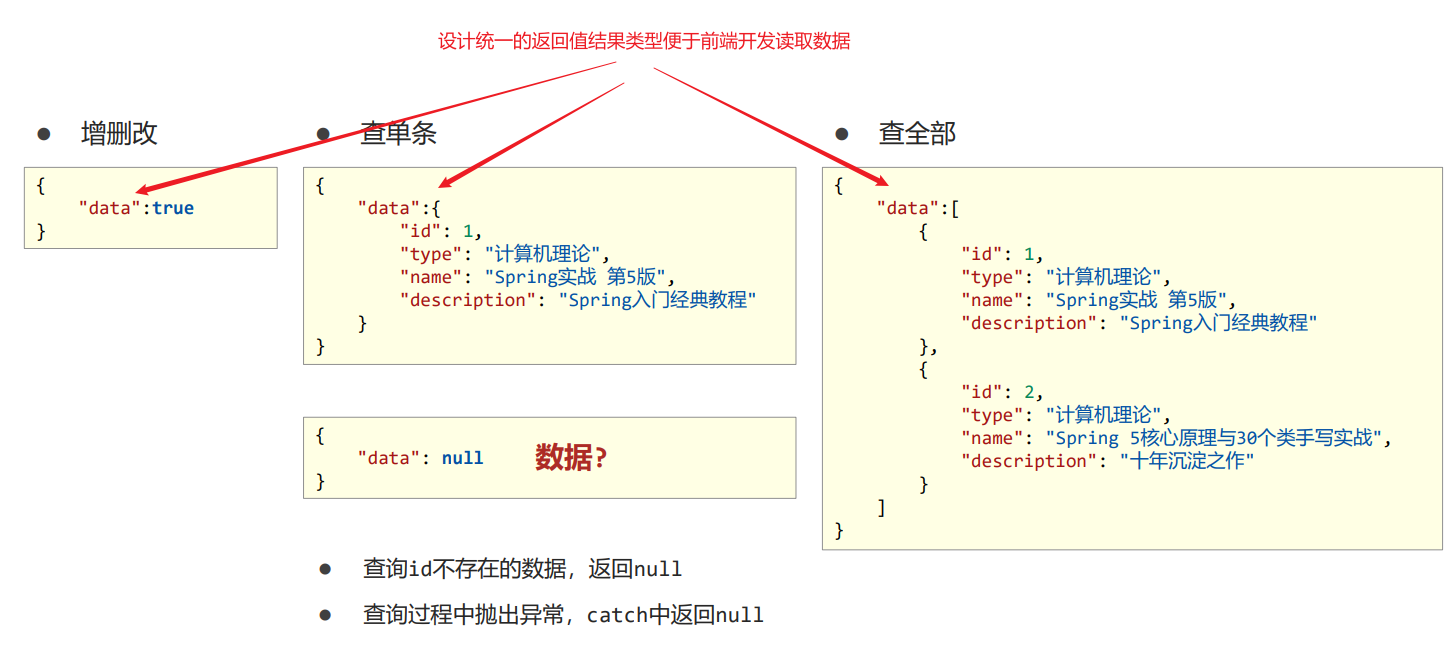 设计统一的返回值结果类型便于前端开发读取数据
● 增删改
{
"data":true
}
● 查单条
{
"data":{
"id": 1,
"type": "计算机理论",
"name": "Spring实战 第5版",
"description": "Spring入门经典教程"
}
}
{
"data": null 数据?
}
● 查询id不存在的数据，返回null
● 查询过程中抛出异常，catch中返回null
● 查全部
{
"data":[
{
"id": 1,
"type": "计算机理论",
"name": "Spring实战 第5版",
"description": "Spring入门经典教程"
},
{
"id": 2,
"type": "计算机理论",
"name": "Spring 5核心原理与30个类手写实战",
"description": "十年沉淀之作"
}
]
}